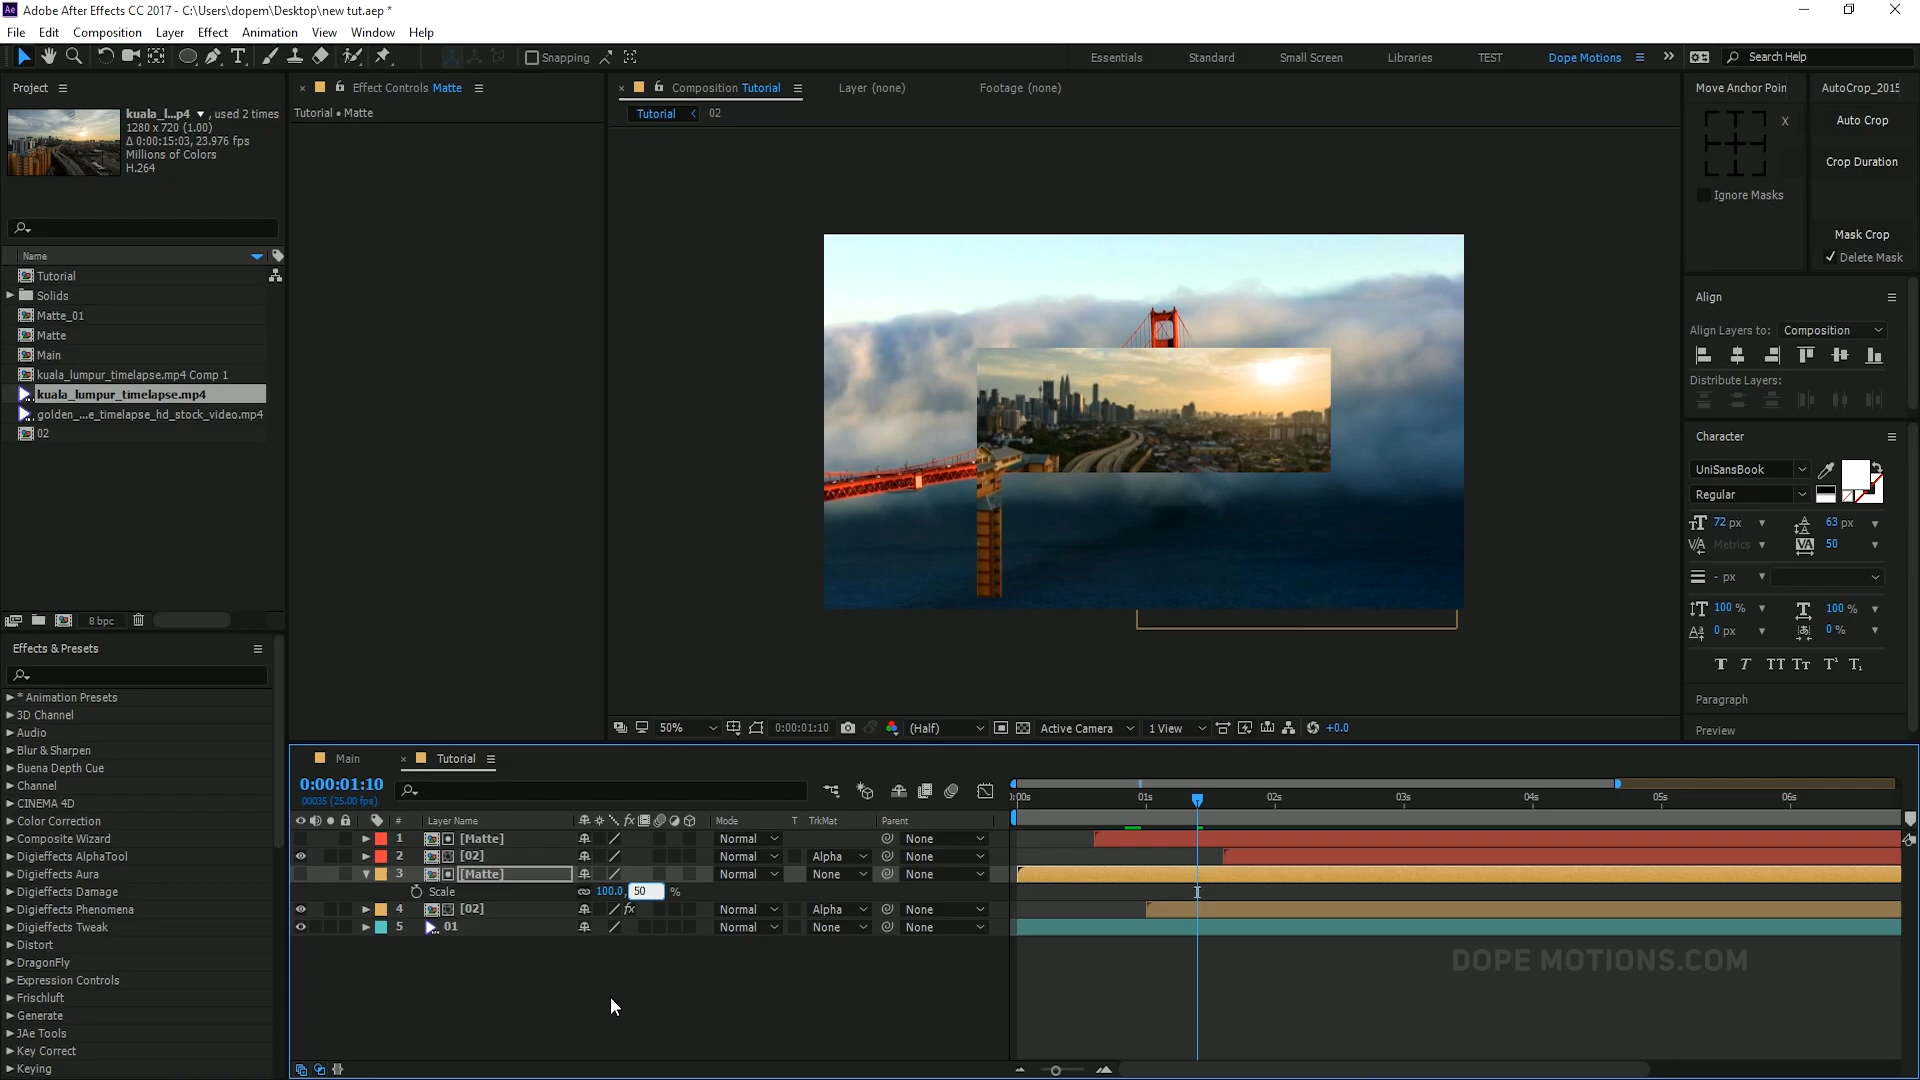 Adobe After Effects CC 2017 - C:\Users\dopem\Desktop\new tut.aep *
File Edit Composition Layer Effect Animation View Window Help
Snapping
Essentials Standard Small Screen Libraries TEST Dope Motions Search Help
Project
kuala_l...p4 , used 2 times
1280 x 720 (1.00)
Δ 0:00:15:03, 23.976 fps
Millions of Colors
H.264
Name
Tutorial
Solids
Matte_01
Matte
Main
kuala_lumpur_timelapse.mp4 Comp 1
kuala_lumpur_timelapse.mp4
golden_...e_timelapse_hd_stock_video.mp4
02
8 bpc
Effects & Presets
* Animation Presets
3D Channel
Audio
Blur & Sharpen
Buena Depth Cue
Channel
CINEMA 4D
Color Correction
Composite Wizard
Digieffects AlphaTool
Digieffects Aura
Digieffects Damage
Digieffects Phenomena
Digieffects Tweak
Distort
DragonFly
Expression Controls
Frischluft
Generate
JAe Tools
Key Correct
Keying
Effect Controls Matte
Tutorial • Matte
Composition Tutorial
Layer (none)
Footage (none)
Tutorial 02
50% 0:00:01:10 (Half) Active Camera 1 View +0.0
Move Anchor Poin
X
Ignore Masks
AutoCrop_2015
Auto Crop
Crop Duration
Mask Crop
Delete Mask
Align
Align Layers to: Composition
Distribute Layers:
Character
UniSansBook
Regular
72 px 63 px
Metrics 50
- px
100 % 100 %
0 px 0 %
T T TT Tt T¹ T₁
Paragraph
Preview
Main Tutorial
0:00:01:10
00035 (25.00 fps)
:00s 01s 02s 03s 04s 05s 06s
# Layer Name Mode T TrkMat Parent
1 [Matte] Normal None
2 [02] Normal Alpha None
3 [Matte] Normal None None
Scale 100.0, 50 %
4 [02] fx Normal Alpha None
5 01 Normal None None
DOPE MOTIONS.COM